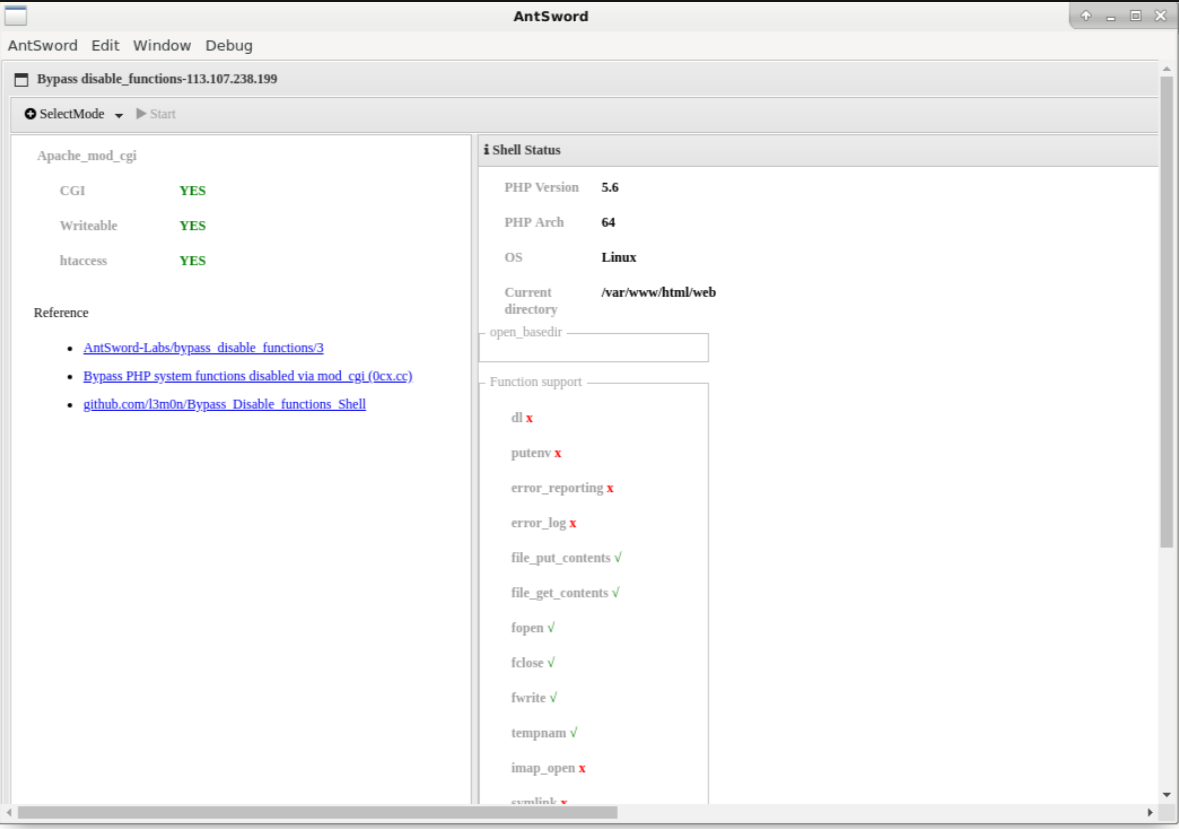 AntSword
AntSword Edit Window Debug
Bypass disable_functions-113.107.238.199
SelectMode Start
Apache_mod_cgi
CGI YES
Writeable YES
htaccess YES
Reference
AntSword-Labs/bypass_disable_functions/3
Bypass PHP system functions disabled via mod_cgi (0cx.cc)
github.com/l3m0n/Bypass_Disable_functions_Shell
Shell Status
PHP Version 5.6
PHP Arch 64
OS Linux
Current /var/www/html/web
directory
open_basedir
Function support
dl x
putenv x
error_reporting x
error_log x
file_put_contents √
file_get_contents √
fopen √
fclose √
fwrite √
tempnam √
imap_open x
symlink x